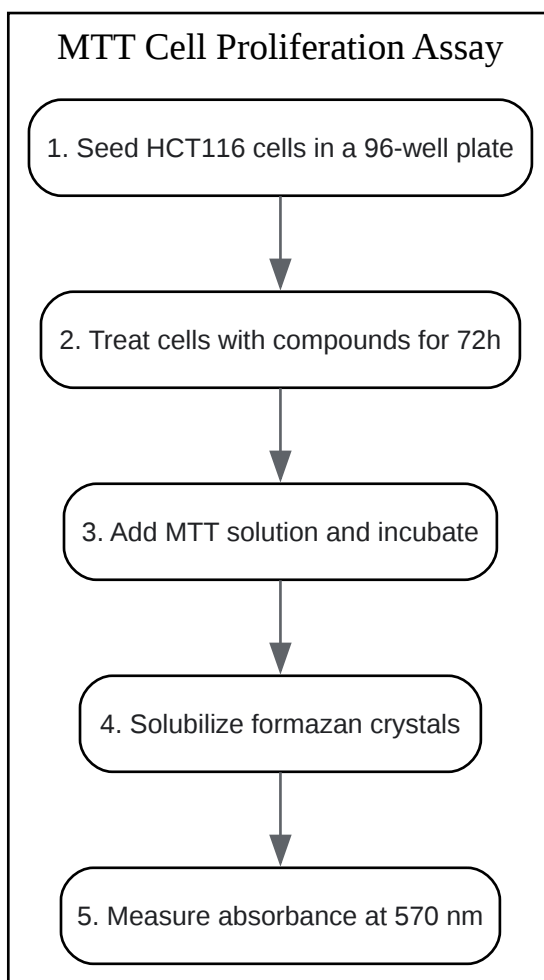 MTT Cell Proliferation Assay
1. Seed HCT116 cells in a 96-well plate
2. Treat cells with compounds for 72h
3. Add MTT solution and incubate
4. Solubilize formazan crystals
5. Measure absorbance at 570 nm